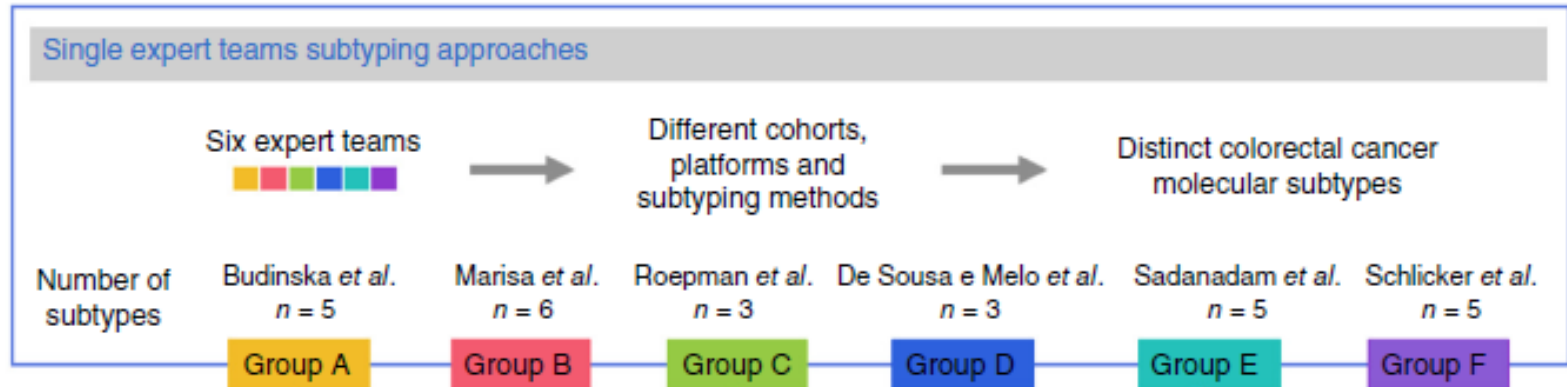 Single expert teams subtyping approaches
Six expert teams
Different cohorts,
platforms and
subtyping methods
Distinct colorectal cancer
molecular subtypes
Number of
subtypes
Budinska et al.
n = 5
Marisa et al.
n = 6
Roepman et al.
n = 3
De Sousa e Melo et al.
n = 3
Sadanadam et al.
n = 5
Schlicker et al.
n = 5
Group A
Group B
Group C
Group D
Group E
Group F